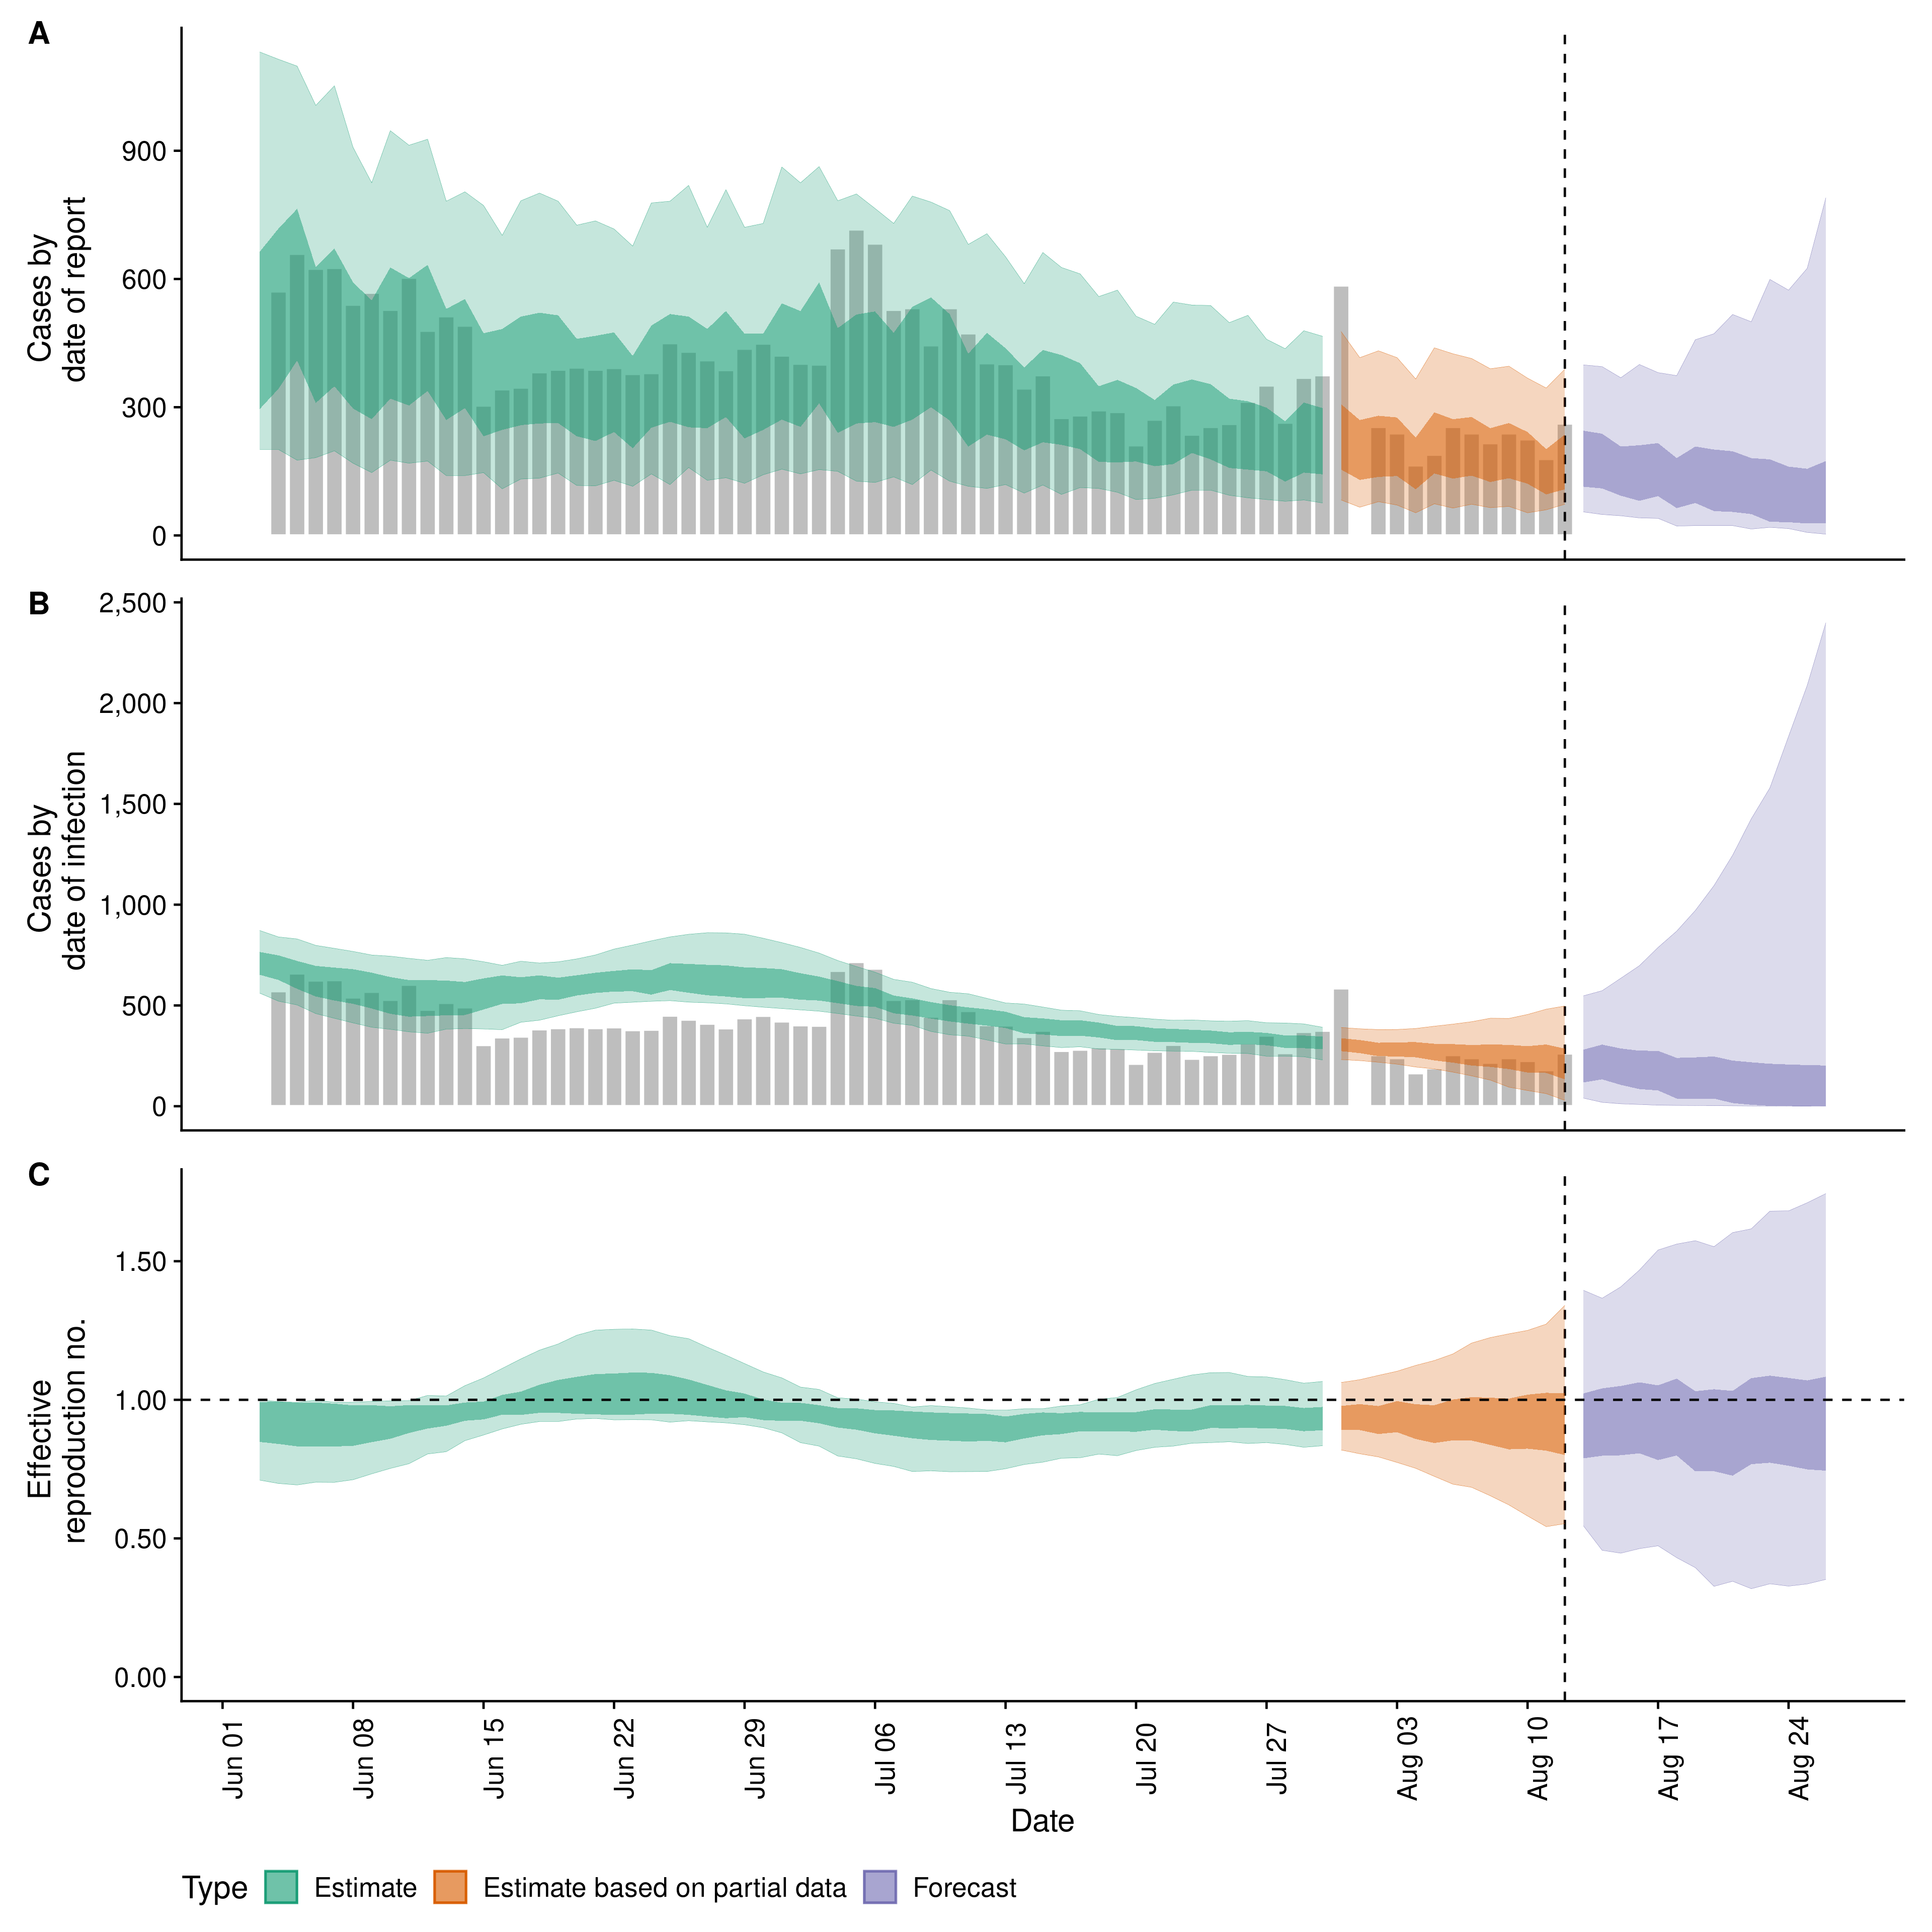 A
Cases by
date of report
900
600
300
0
B
Cases by
date of infection
2,500
2,000
1,500
1,000
500
0
C
Effective
reproduction no.
1.50
1.00
0.50
0.00
Jun 01
Jun 08
Jun 15
Jun 22
Jun 29
Jul 06
Jul 13
Jul 20
Jul 27
Aug 03
Aug 10
Aug 17
Aug 24
Date
Type Estimate Estimate based on partial data Forecast